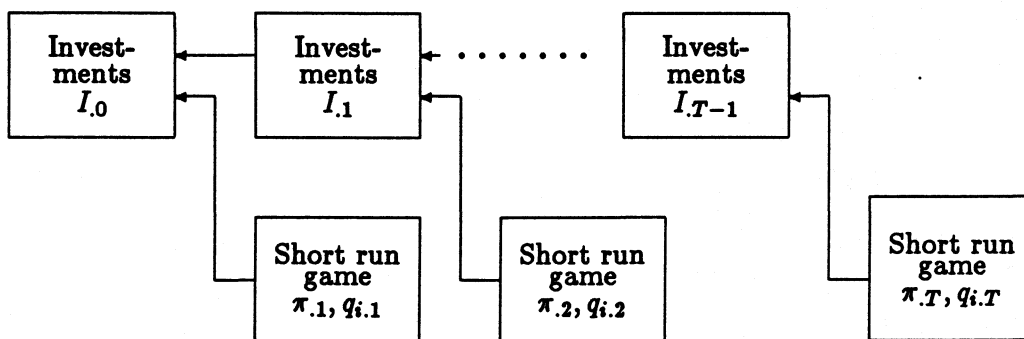 Invest-
ments
I.0
Invest-
ments
I.1
Invest-
ments
I.T−1
Short run
game
π.1, qi.1
Short run
game
π.2, qi.2
Short run
game
π.T, qi.T